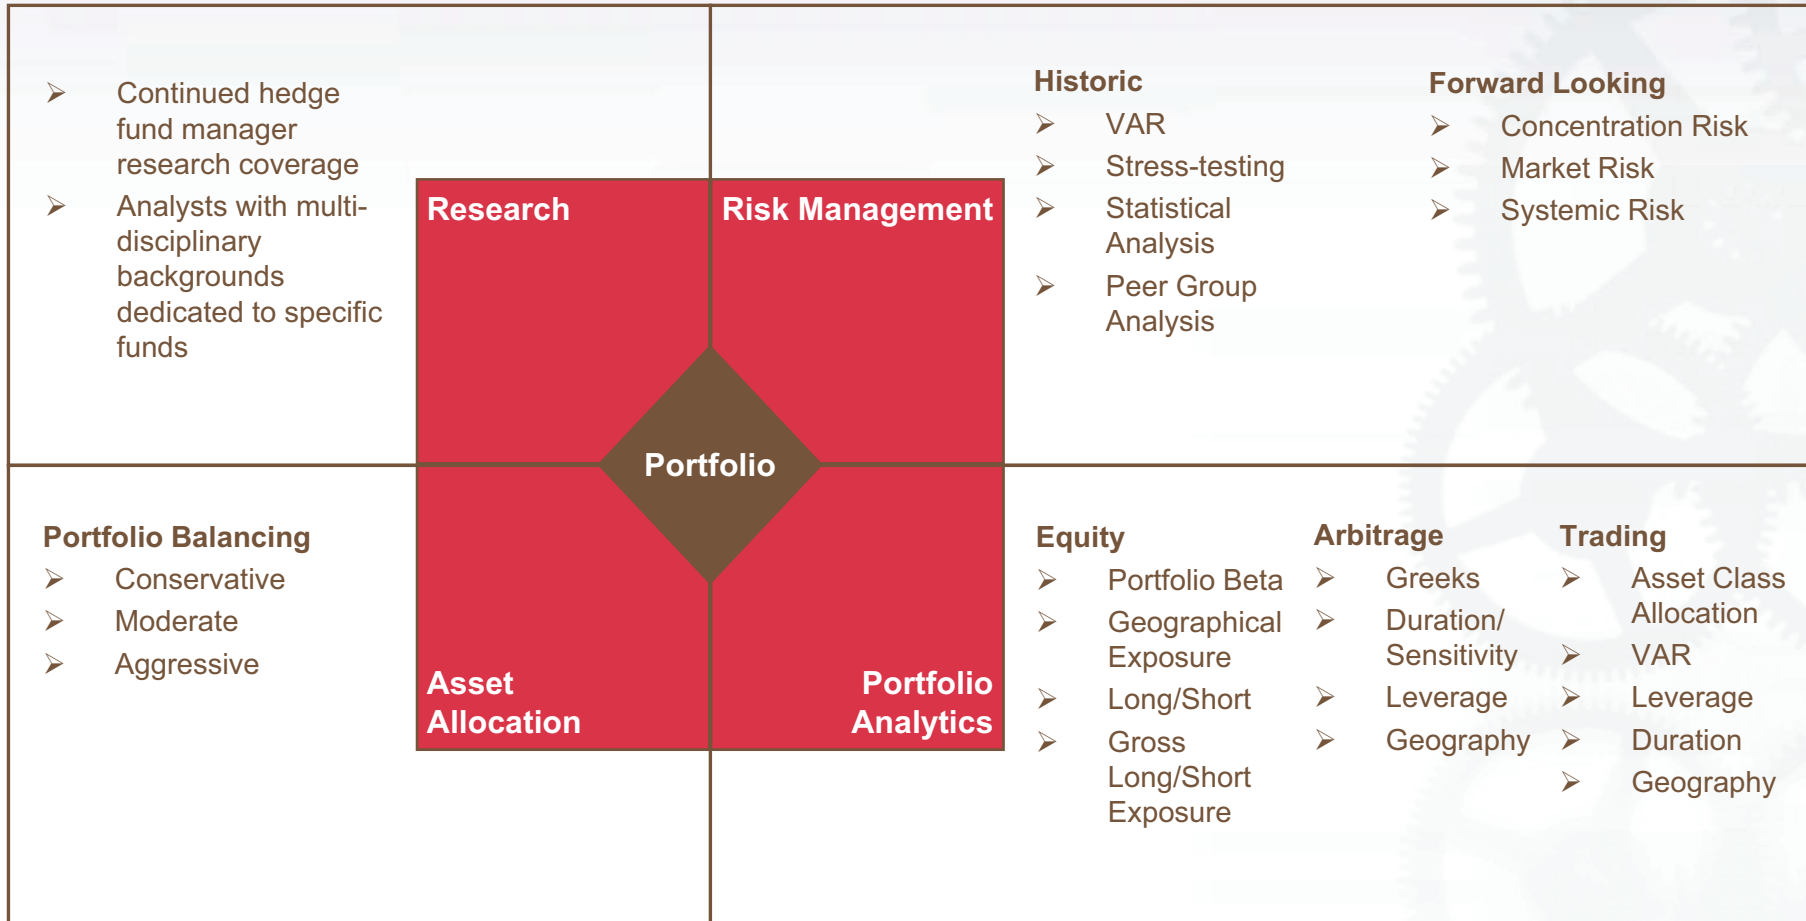 Continued hedge
fund manager
research coverage
Analysts with multi-
disciplinary
backgrounds
dedicated to specific
funds
Research
Risk Management
Historic
VAR
Stress-testing
Statistical
Analysis
Peer Group
Analysis
Forward Looking
Concentration Risk
Market Risk
Systemic Risk
Portfolio
Portfolio Balancing
Conservative
Moderate
Aggressive
Asset
Allocation
Portfolio
Analytics
Equity
Portfolio Beta
Geographical
Exposure
Long/Short
Gross
Long/Short
Exposure
Arbitrage
Greeks
Duration/
Sensitivity
Leverage
Geography
Trading
Asset Class
Allocation
VAR
Leverage
Duration
Geography